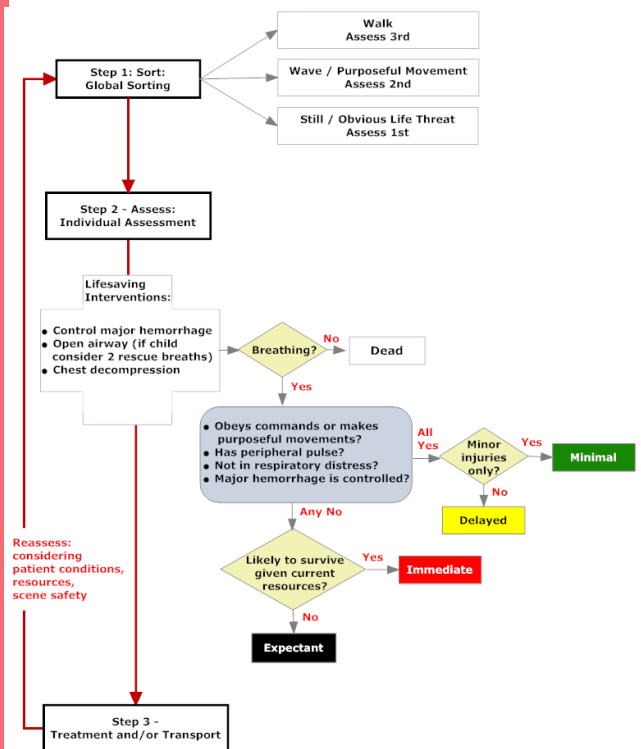 Walk
Assess 3rd
Step 1: Sort:
Global Sorting
Wave / Purposeful Movement
Assess 2nd
Still / Obvious Life Threat
Assess 1st
Step 2 - Assess:
Individual Assessment
Lifesaving
Interventions:
● Control major hemorrhage
● Open airway (if child
consider 2 rescue breaths)
● Chest decompression
Breathing?
No
Dead
Yes
● Obeys commands or makes
purposeful movements?
● Has peripheral pulse?
● Not in respiratory distress?
● Major hemorrhage is controlled?
All
Yes
Minor
injuries
only?
Yes
Minimal
No
Delayed
Any No
Likely to survive
given current
resources?
Yes
Immediate
No
Expectant
Reassess:
considering
patient conditions,
resources,
scene safety
Step 3 -
Treatment and/or Transport